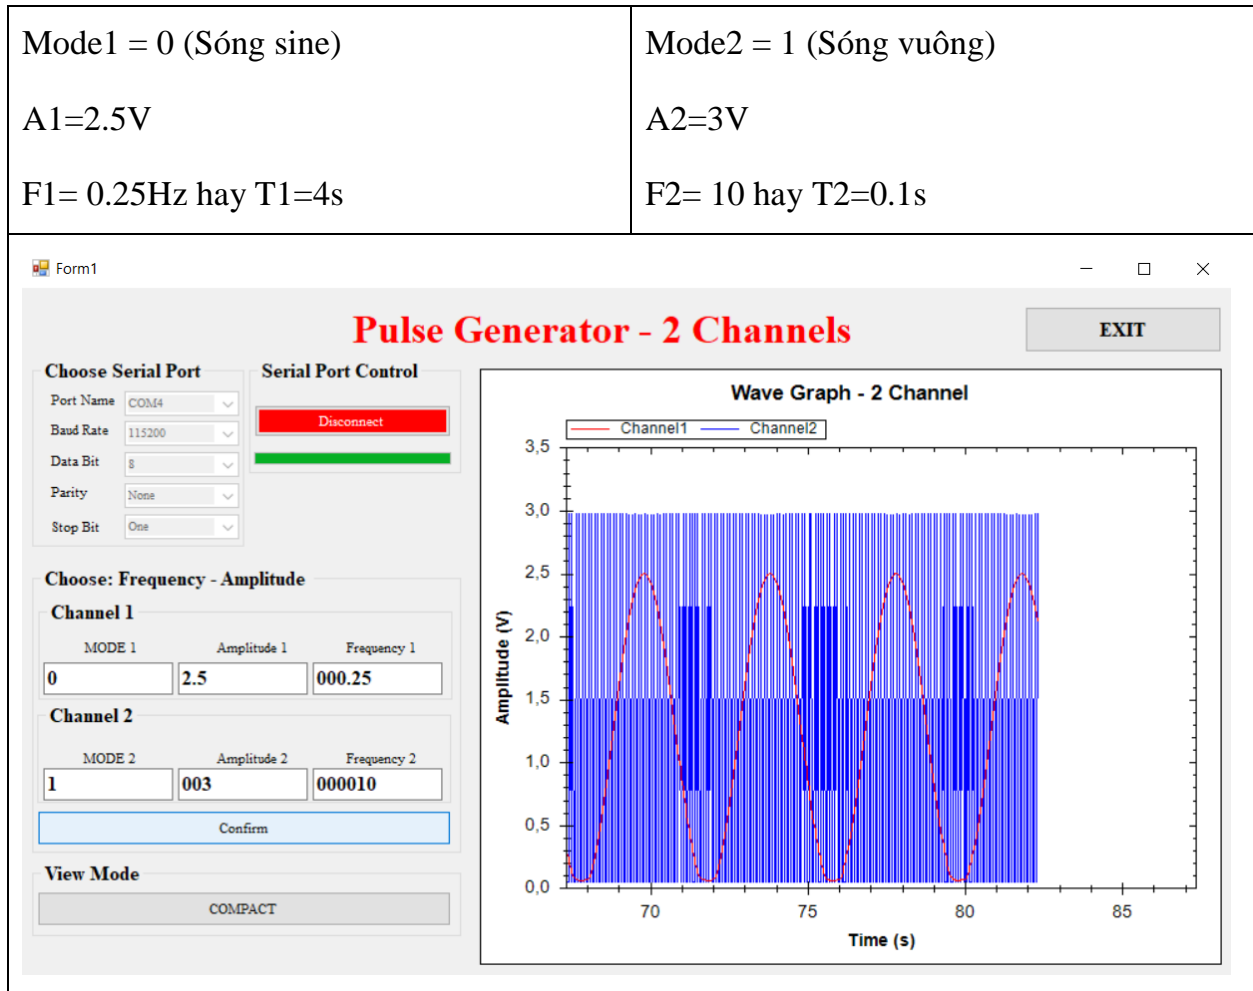 Mode1 = 0 (Sóng sine)
A1=2.5V
F1= 0.25Hz hay T1=4s
Mode2 = 1 (Sóng vuông)
A2=3V
F2= 10 hay T2=0.1s
Form1
Pulse Generator - 2 Channels
EXIT
Choose Serial Port
Port Name COM4
Baud Rate 115200
Data Bit 8
Parity None
Stop Bit One
Serial Port Control
Disconnect
Choose: Frequency - Amplitude
Channel 1
MODE 1 Amplitude 1 Frequency 1
0 2.5 000.25
Channel 2
MODE 2 Amplitude 2 Frequency 2
1 003 000010
Confirm
View Mode
COMPACT
Wave Graph - 2 Channel
Channel1 Channel2
3,5
3,0
2,5
2,0
1,5
1,0
0,5
0,0
Amplitude (V)
70 75 80 85
Time (s)